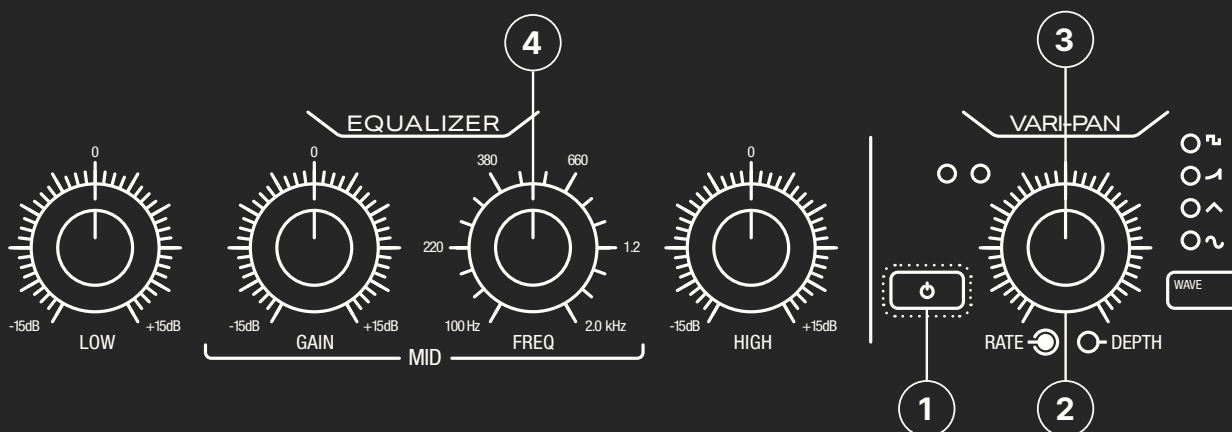 4
3
EQUALIZER
VARI-PAN
0
0
380
660
0
220
1.2
WAVE
-15dB
+15dB
-15dB
+15dB
100 Hz
2.0 kHz
-15dB
+15dB
LOW
GAIN
FREQ
HIGH
RATE
DEPTH
MID
1
2